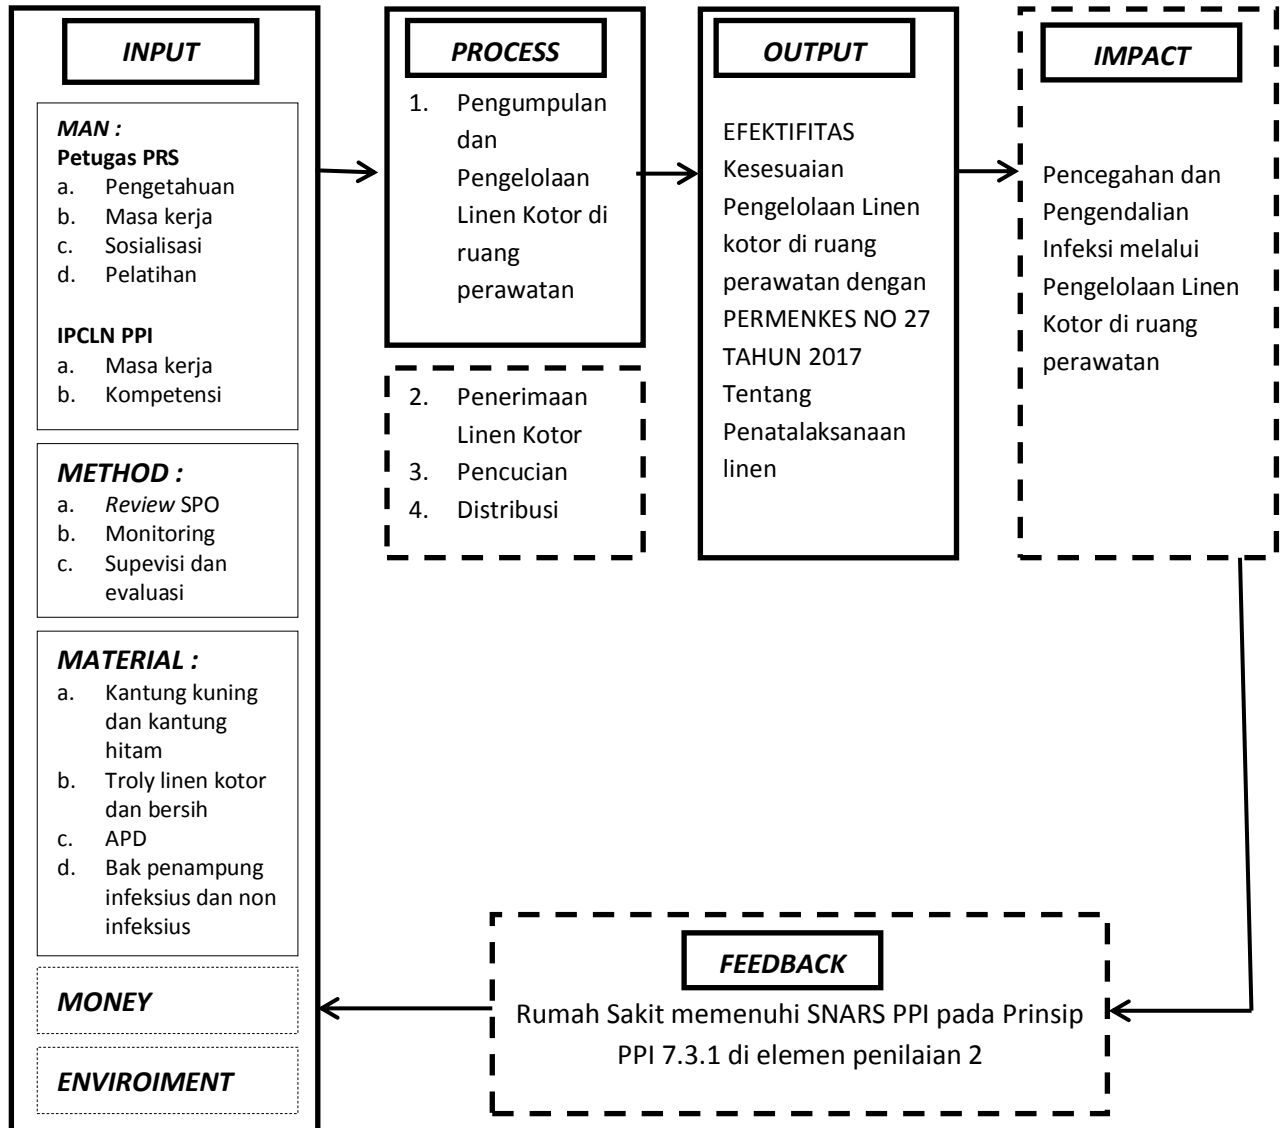 INPUT
MAN :
Petugas PRS
a. Pengetahuan
b. Masa kerja
c. Sosialisasi
d. Pelatihan
IPCLN PPI
a. Masa kerja
b. Kompetensi
METHOD :
a. Review SPO
b. Monitoring
c. Supevisi dan
evaluasi
MATERIAL :
a. Kantung kuning
dan kantung
hitam
b. Troly linen kotor
dan bersih
c. APD
d. Bak penampung
infeksius dan non
infeksius
MONEY
ENVIROIMENT
PROCESS
1. Pengumpulan
dan
Pengelolaan
Linen Kotor di
ruang
perawatan
2. Penerimaan
Linen Kotor
3. Pencucian
4. Distribusi
OUTPUT
EFEKTIFITAS
Kesesuaian
Pengelolaan Linen
kotor di ruang
perawatan dengan
PERMENKES NO 27
TAHUN 2017
Tentang
Penatalaksanaan
linen
IMPACT
Pencegahan dan
Pengendalian
Infeksi melalui
Pengelolaan Linen
Kotor di ruang
perawatan
FEEDBACK
Rumah Sakit memenuhi SNARS PPI pada Prinsip
PPI 7.3.1 di elemen penilaian 2